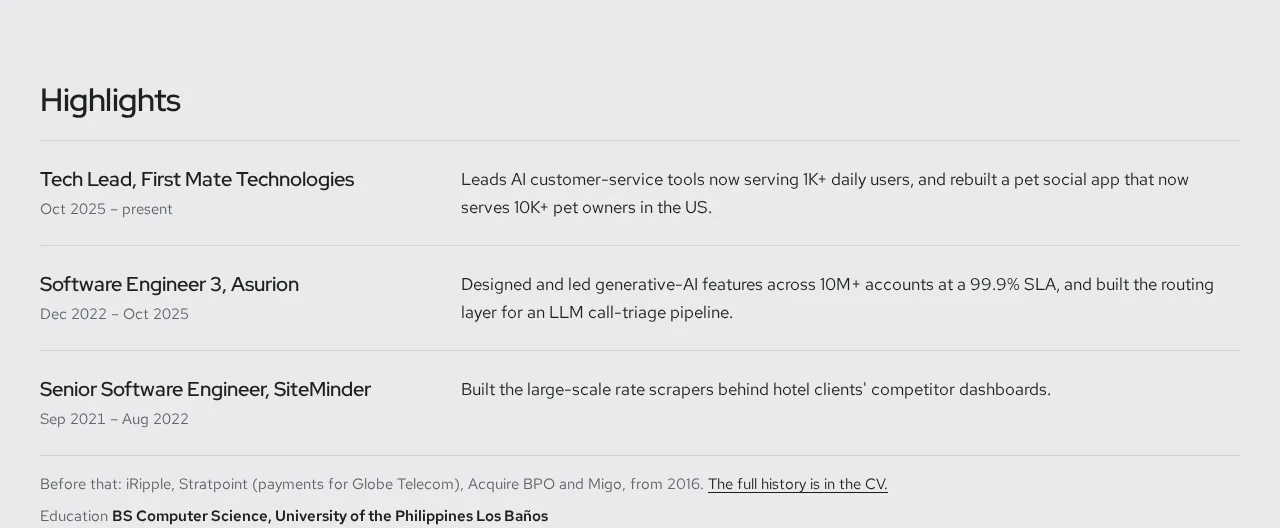 Highlights
Tech Lead, First Mate Technologies
Oct 2025 – present
Leads AI customer-service tools now serving 1K+ daily users, and rebuilt a pet social app that now
serves 10K+ pet owners in the US.
Software Engineer 3, Asurion
Dec 2022 – Oct 2025
Designed and led generative-AI features across 10M+ accounts at a 99.9% SLA, and built the routing
layer for an LLM call-triage pipeline.
Senior Software Engineer, SiteMinder
Sep 2021 – Aug 2022
Built the large-scale rate scrapers behind hotel clients' competitor dashboards.
Before that: iRipple, Stratpoint (payments for Globe Telecom), Acquire BPO and Migo, from 2016. The full history is in the CV.
Education BS Computer Science, University of the Philippines Los Baños